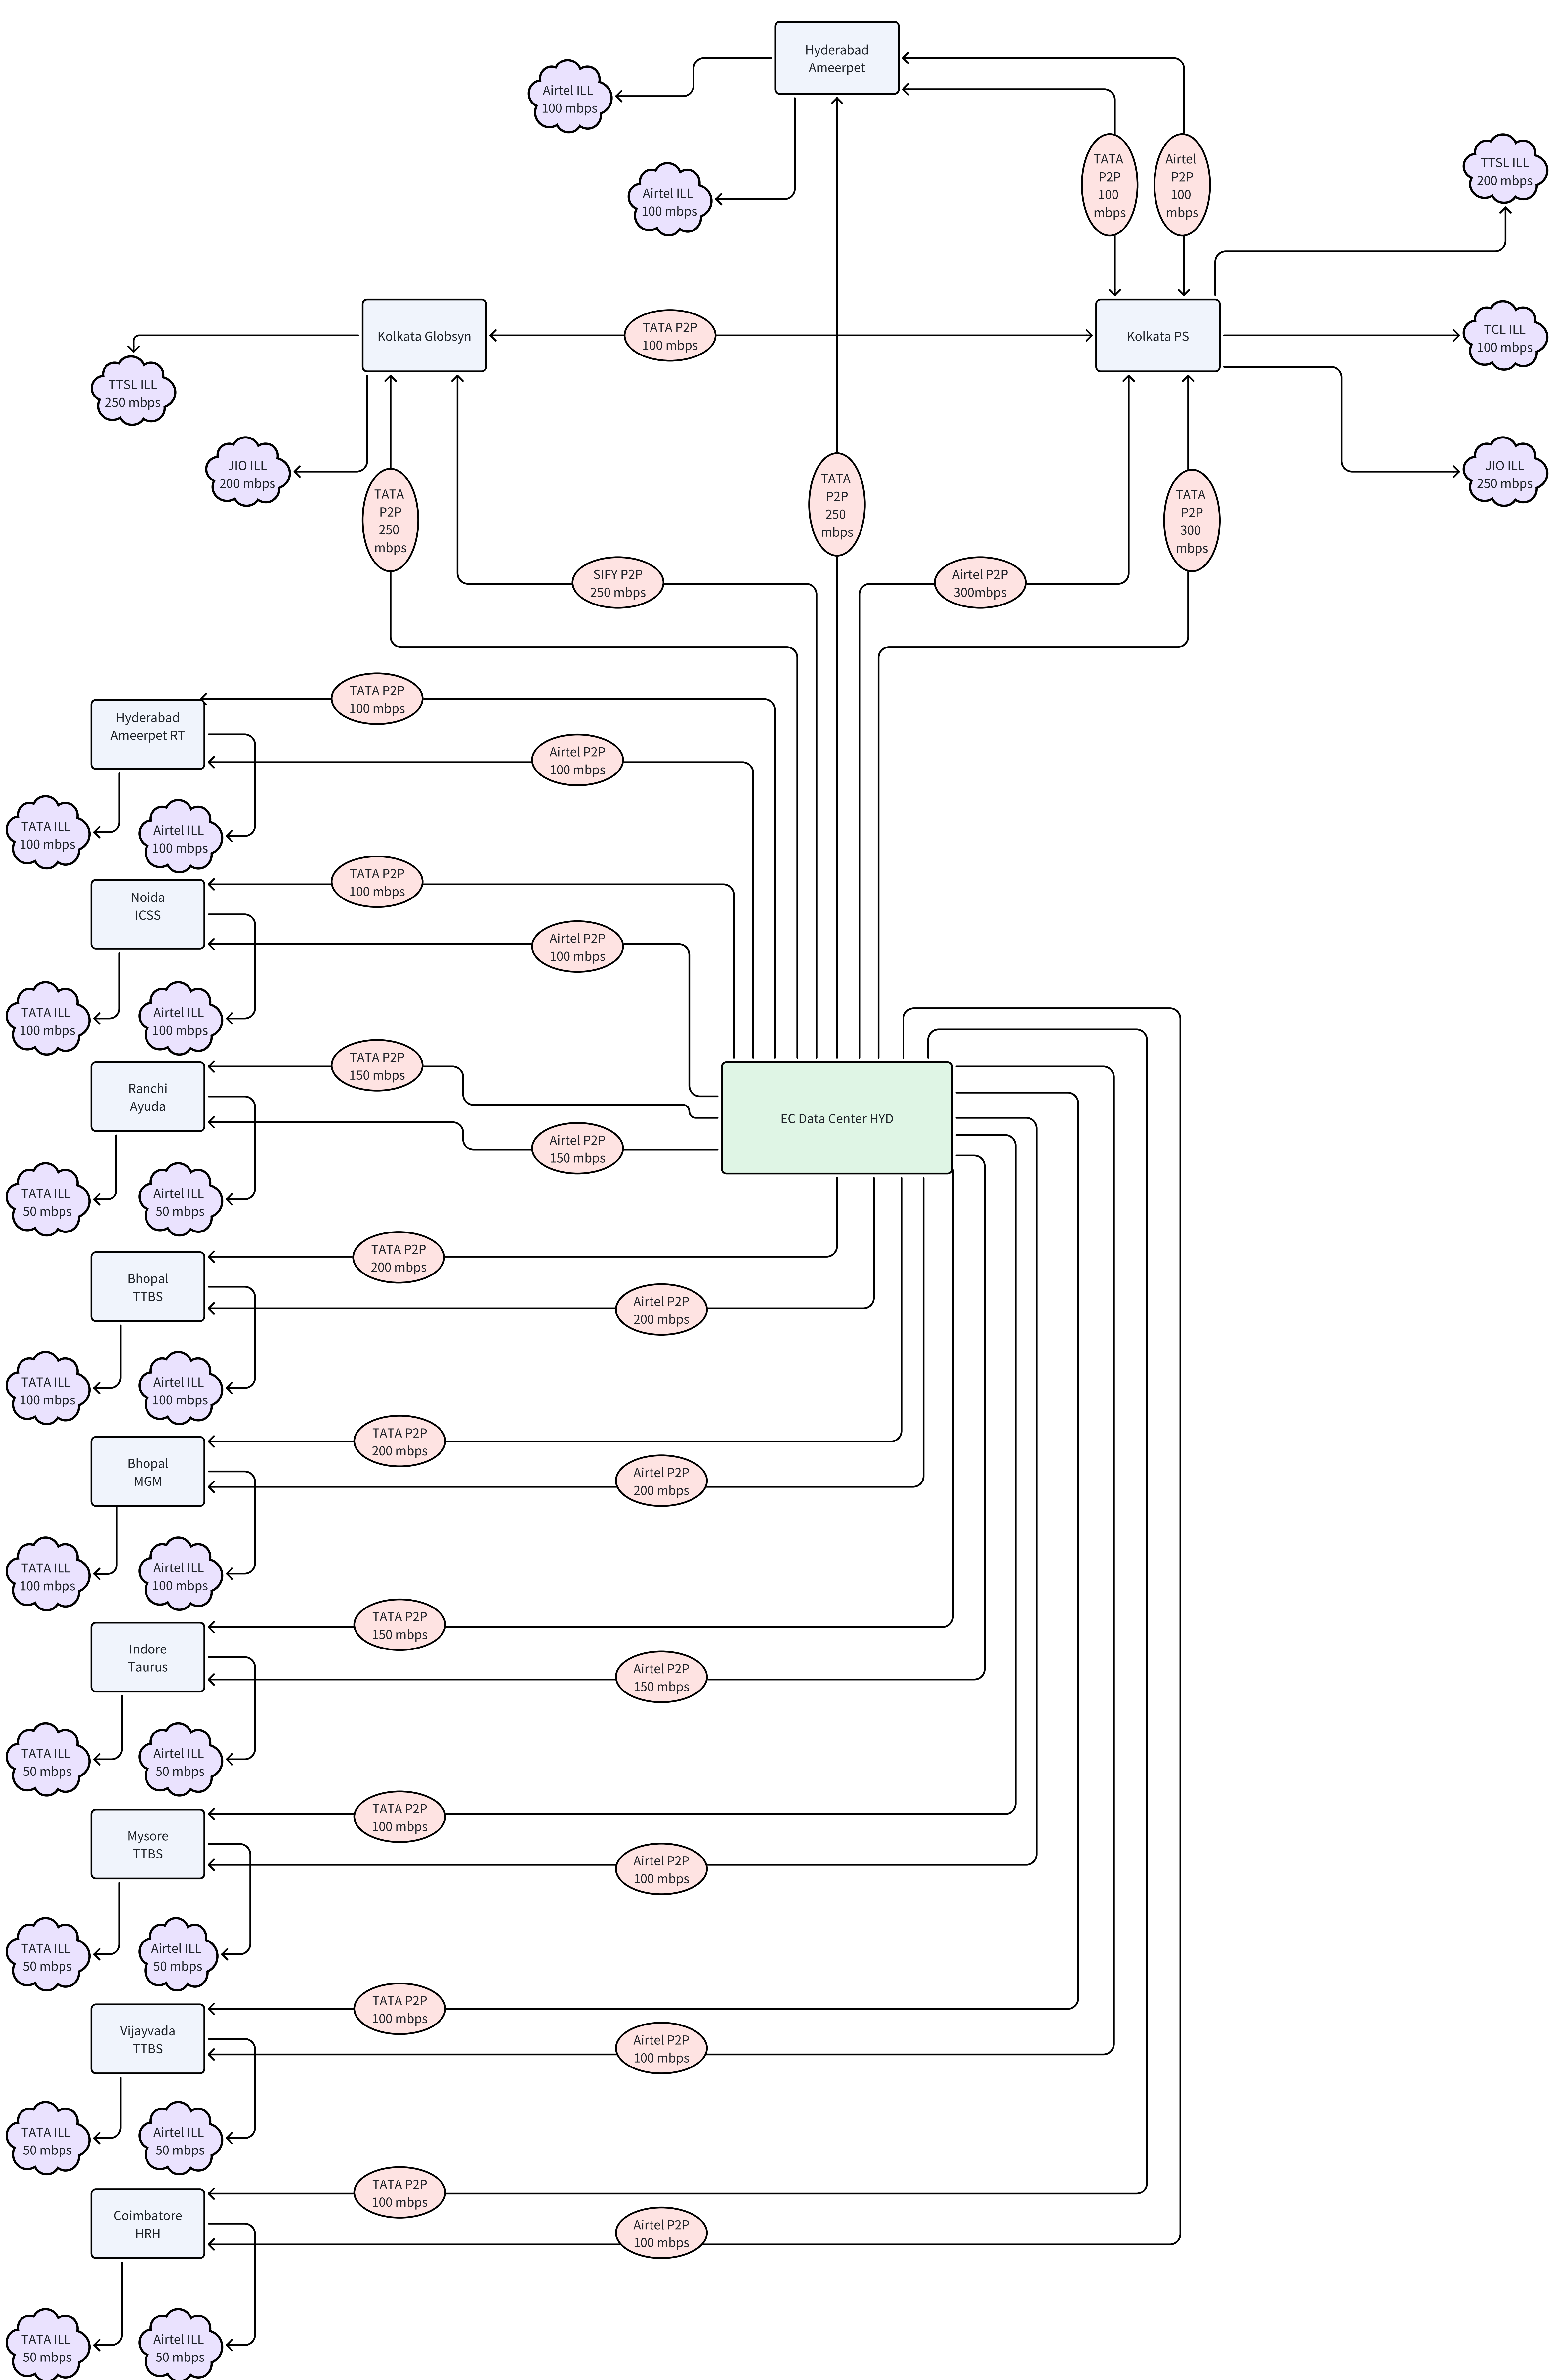 Hyderabad
Ameerpet
Airtel ILL
100 mbps
Airtel ILL
100 mbps
TATA
P2P
100
mbps
Airtel
P2P
100
mbps
TTSL ILL
200 mbps
Kolkata Globsyn
TATA P2P
100 mbps
Kolkata PS
TCL ILL
100 mbps
TTSL ILL
250 mbps
JIO ILL
200 mbps
JIO ILL
250 mbps
TATA
P2P
250
mbps
TATA
P2P
250
mbps
TATA
P2P
300
mbps
SIFY P2P
250 mbps
Airtel P2P
300mbps
TATA P2P
100 mbps
Hyderabad
Ameerpet RT
Airtel P2P
100 mbps
TATA ILL
100 mbps
Airtel ILL
100 mbps
TATA P2P
100 mbps
Noida
ICSS
Airtel P2P
100 mbps
TATA ILL
100 mbps
Airtel ILL
100 mbps
TATA P2P
150 mbps
Ranchi
Ayuda
EC Data Center HYD
Airtel P2P
150 mbps
TATA ILL
50 mbps
Airtel ILL
50 mbps
TATA P2P
200 mbps
Bhopal
TTBS
Airtel P2P
200 mbps
TATA ILL
100 mbps
Airtel ILL
100 mbps
TATA P2P
200 mbps
Bhopal
MGM
Airtel P2P
200 mbps
TATA ILL
100 mbps
Airtel ILL
100 mbps
TATA P2P
150 mbps
Indore
Taurus
Airtel P2P
150 mbps
TATA ILL
50 mbps
Airtel ILL
50 mbps
TATA P2P
100 mbps
Mysore
TTBS
Airtel P2P
100 mbps
TATA ILL
50 mbps
Airtel ILL
50 mbps
TATA P2P
100 mbps
Vijayvada
TTBS
Airtel P2P
100 mbps
TATA ILL
50 mbps
Airtel ILL
50 mbps
TATA P2P
100 mbps
Coimbatore
HRH
Airtel P2P
100 mbps
TATA ILL
50 mbps
Airtel ILL
50 mbps